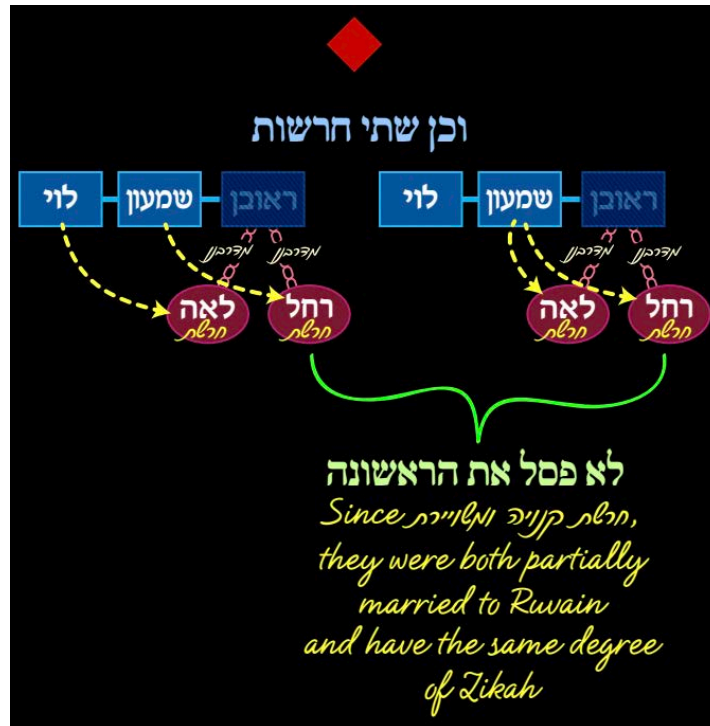 וכן שתי חרשות
ראובן שמעון לוי
ראובן שמעון לוי
מדרבנן מדרבנן
מדרבנן מדרבנן
רחל לאה
חרשת חרשת
רחל לאה
חרשת חרשת
לא פסל את הראשונה
Since חרשת קנויה ומשויירת,
they were both partially
married to Ruvain
and have the same degree
of Zikah